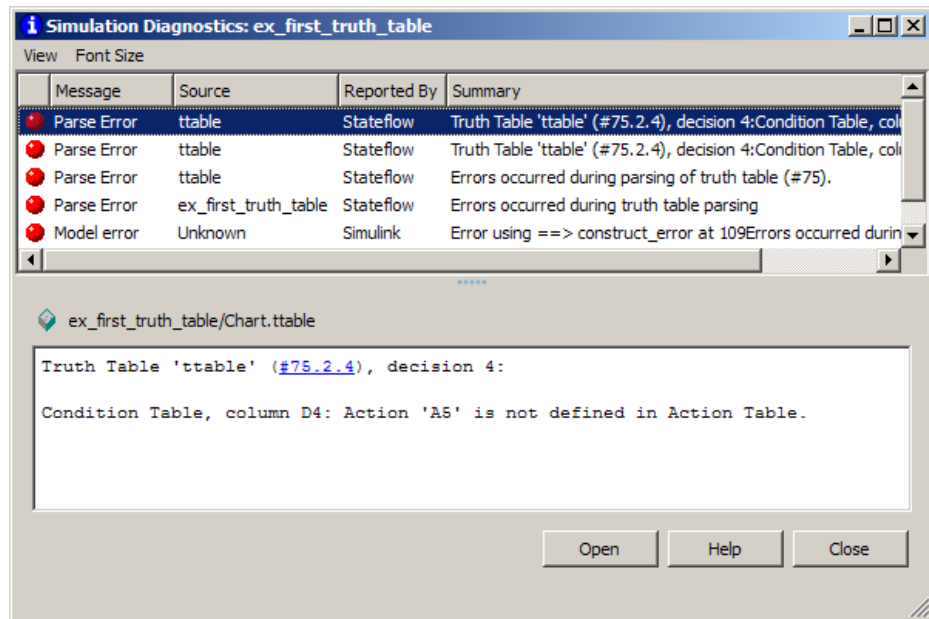 Simulation Diagnostics: ex_first_truth_table
View Font Size
Message Source Reported By Summary
Parse Error ttable Stateflow Truth Table 'ttable' (#75.2.4), decision 4:Condition Table, colu
Parse Error ttable Stateflow Truth Table 'ttable' (#75.2.4), decision 4:Condition Table, colu
Parse Error ttable Stateflow Errors occurred during parsing of truth table (#75).
Parse Error ex_first_truth_table Stateflow Errors occurred during truth table parsing
Model error Unknown Simulink Error using ==> construct_error at 109Errors occurred durin
ex_first_truth_table/Chart.ttable
Truth Table 'ttable' (#75.2.4), decision 4:
Condition Table, column D4: Action 'A5' is not defined in Action Table.
Open Help Close